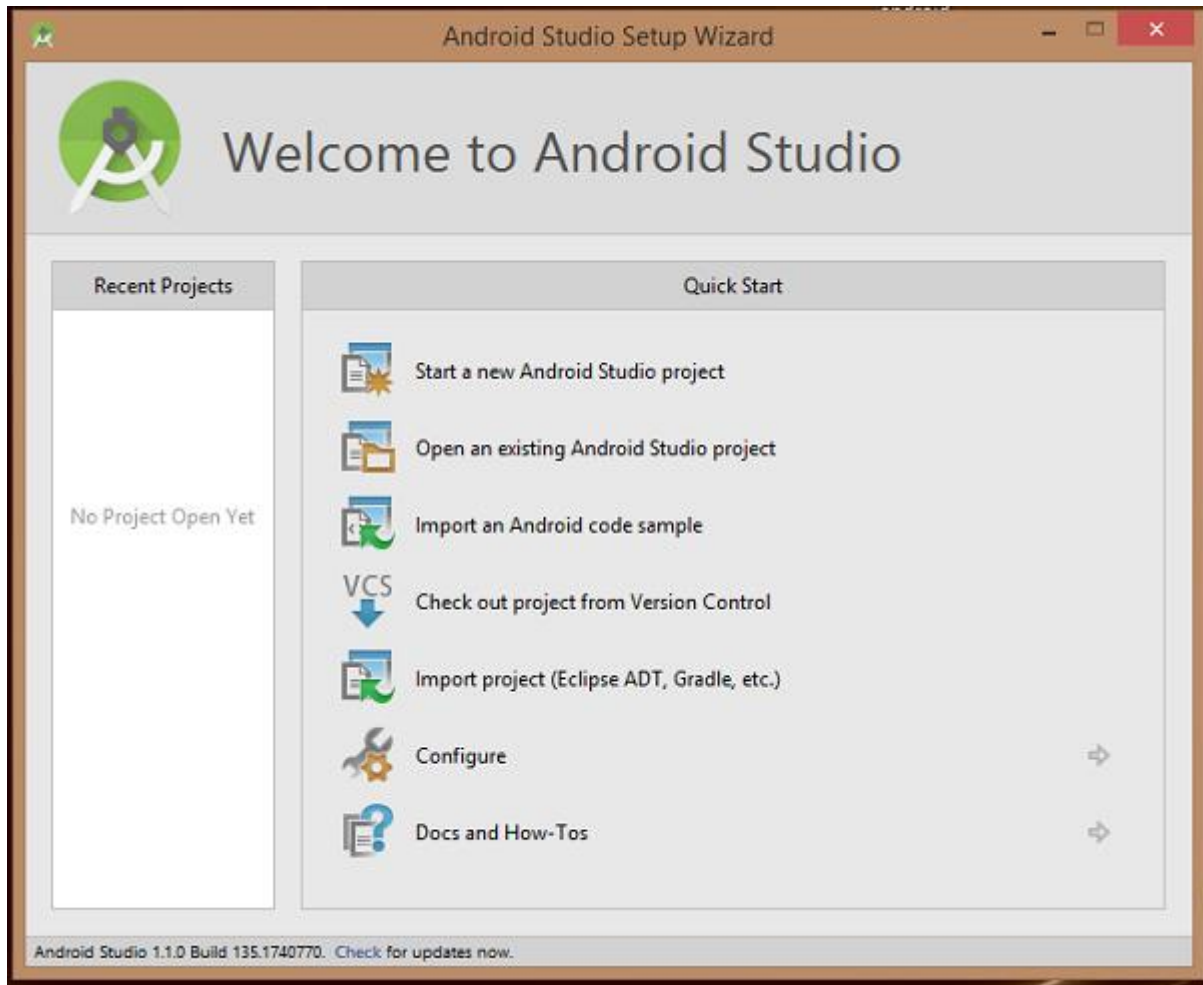 Android Studio Setup Wizard
Welcome to Android Studio
Recent Projects
No Project Open Yet
Quick Start
Start a new Android Studio project
Open an existing Android Studio project
Import an Android code sample
VCS
Check out project from Version Control
Import project (Eclipse ADT, Gradle, etc.)
Configure
Docs and How-Tos
Android Studio 1.1.0 Build 135.1740770. Check for updates now.